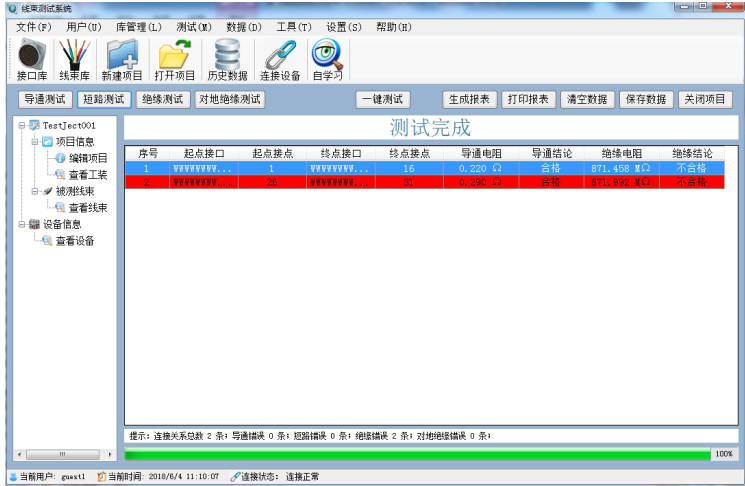 线束测试系统
文件(F) 用户(U) 库管理(L) 测试(M) 数据(D) 工具(T) 设置(S) 帮助(H)
接口库 线束库 新建项目 打开项目 历史数据 连接设备 自学习
导通测试 短路测试 绝缘测试 对地绝缘测试 一键测试 生成报表 打印报表 清空数据 保存数据 关闭项目
TestJect001
项目信息
编辑项目
查看工装
被测线束
查看线束
设备信息
查看设备
测试完成
序号 起点接口 起点接点 终点接口 终点接点 导通电阻 导通结论 绝缘电阻 绝缘结论
1 WWWWWWWW... 1 WWWWWWWW... 16 0.220 Ω 合格 871.458 MΩ 不合格
2 WWWWWWWW... 26 WWWWWWWW... 31 0.290 Ω 合格 871.992 MΩ 不合格
提示: 连接关系总数 2 条; 导通错误 0 条; 短路错误 0 条; 绝缘错误 2 条; 对地绝缘错误 0 条;
100%
当前用户: guest1 当前时间: 2018/6/4 11:10:07 连接状态: 连接正常